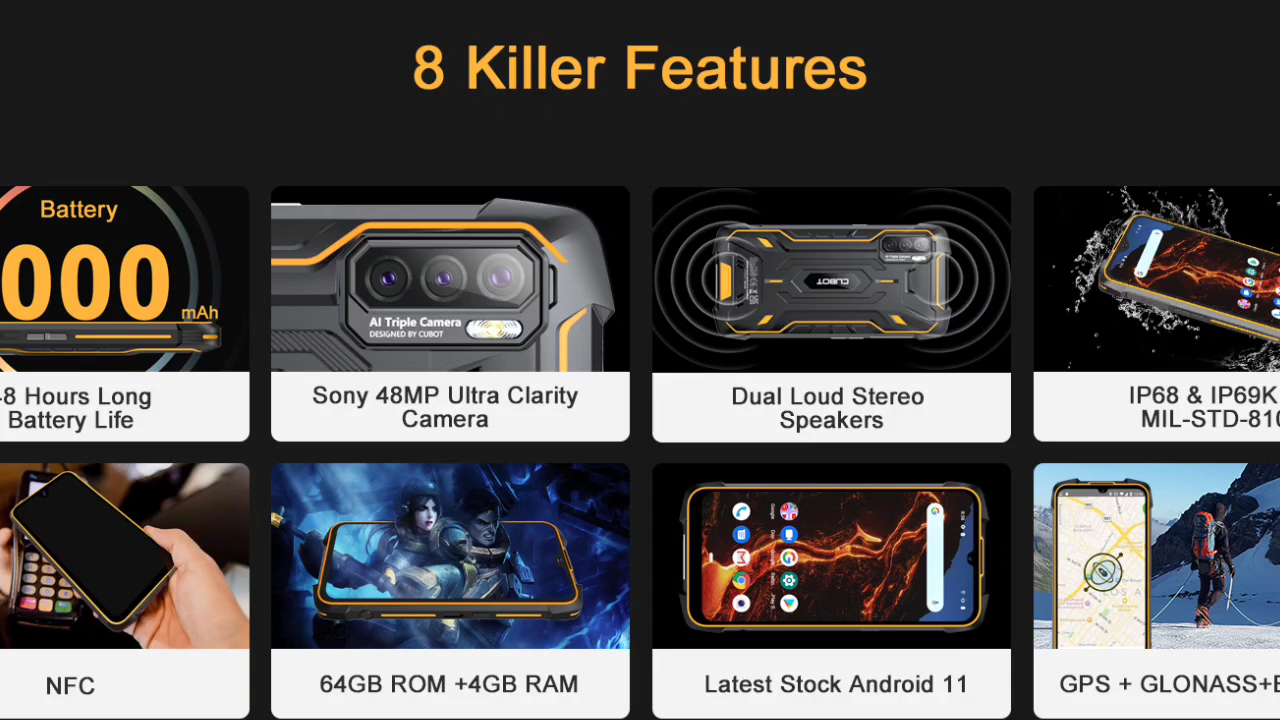 8 Killer Features
Battery
000
mAh
AI Triple Camera
DESIGNED BY CUBOT
CUBOT
8 Hours Long
Battery Life
Sony 48MP Ultra Clarity
Camera
Dual Loud Stereo
Speakers
IP68 & IP69K
MIL-STD-810
NFC
64GB ROM +4GB RAM
Latest Stock Android 11
GPS + GLONASS+